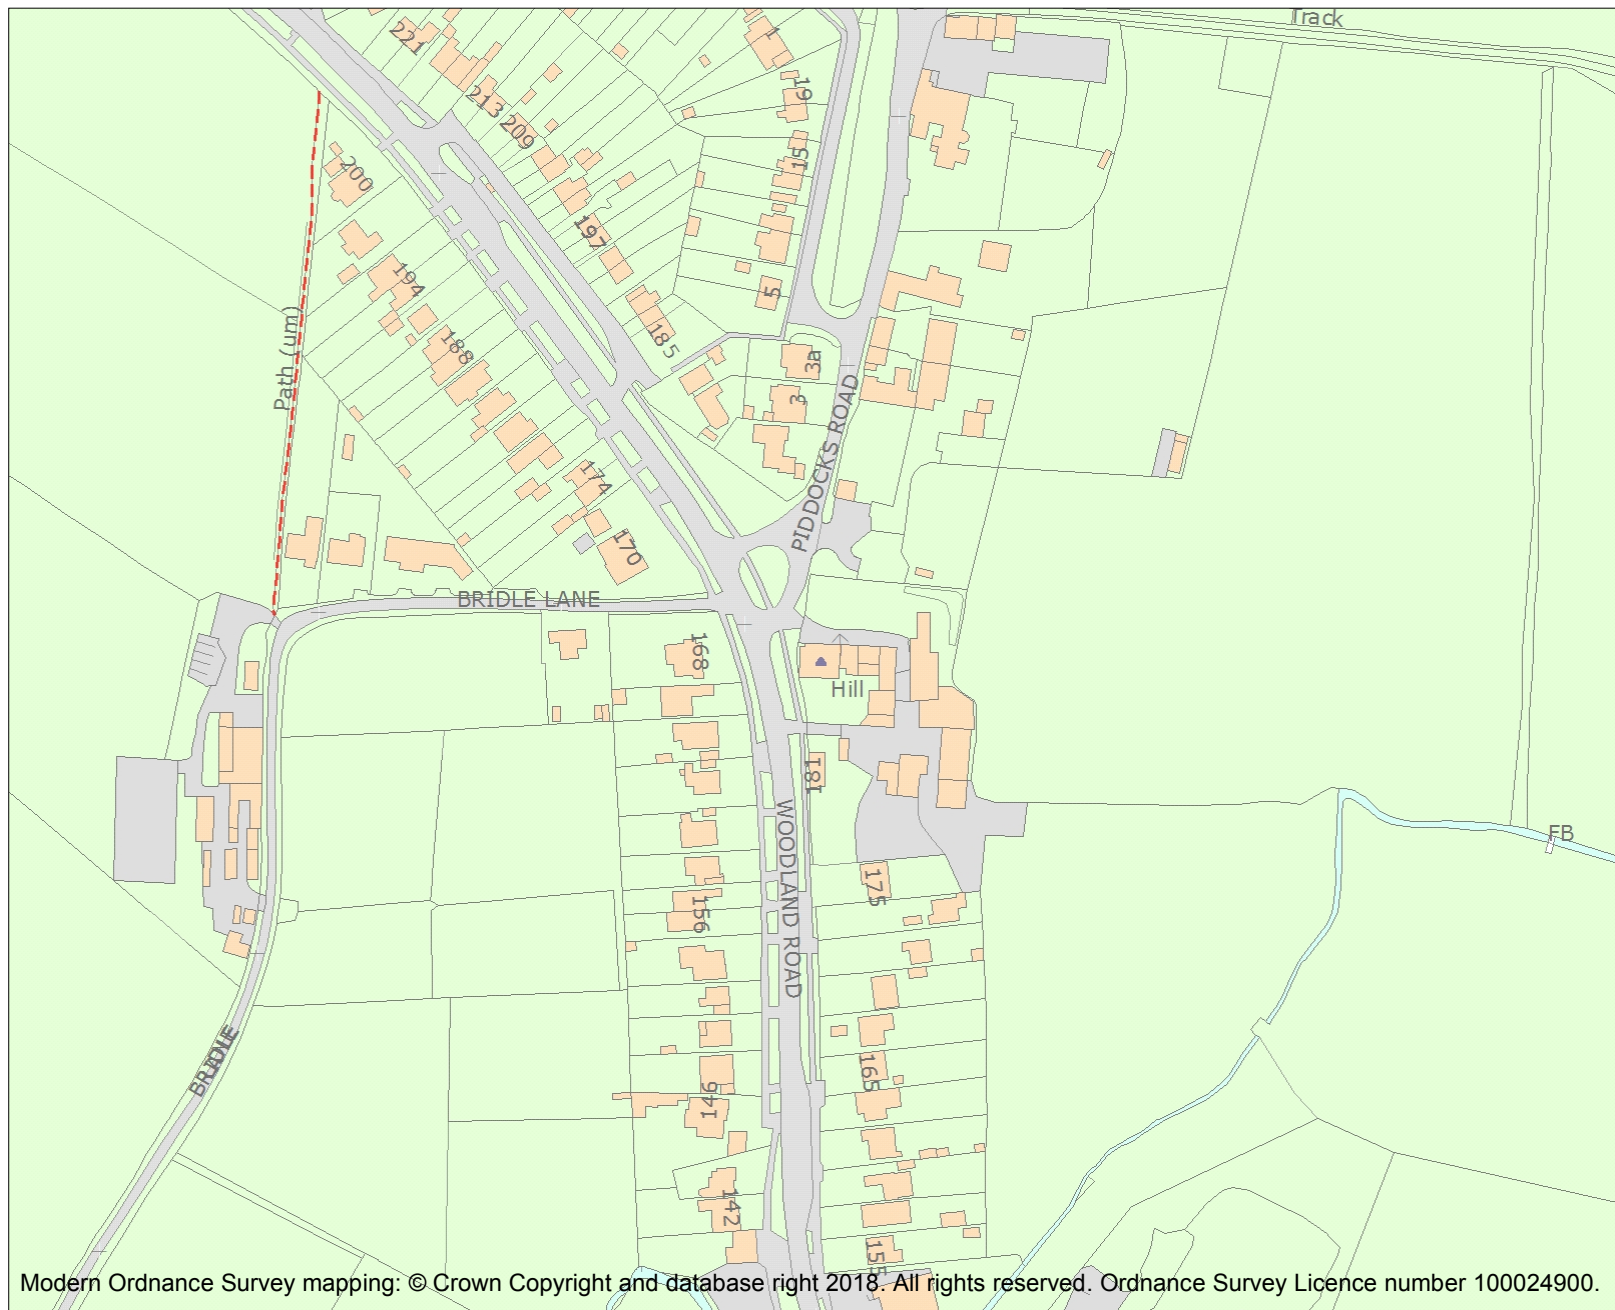 Track
221
1
213
19
209
200
15
197
194
5
185
188
3a
Path (um)
3
PIDDOCKS ROAD
174
170
BRIDLE LANE
168
Hill
181
WOODLAND ROAD
FB
175
156
BRIDLE
LANE
165
146
142
155
Modern Ordnance Survey mapping: © Crown Copyright and database right 2018. All rights reserved. Ordnance Survey Licence number 100024900.